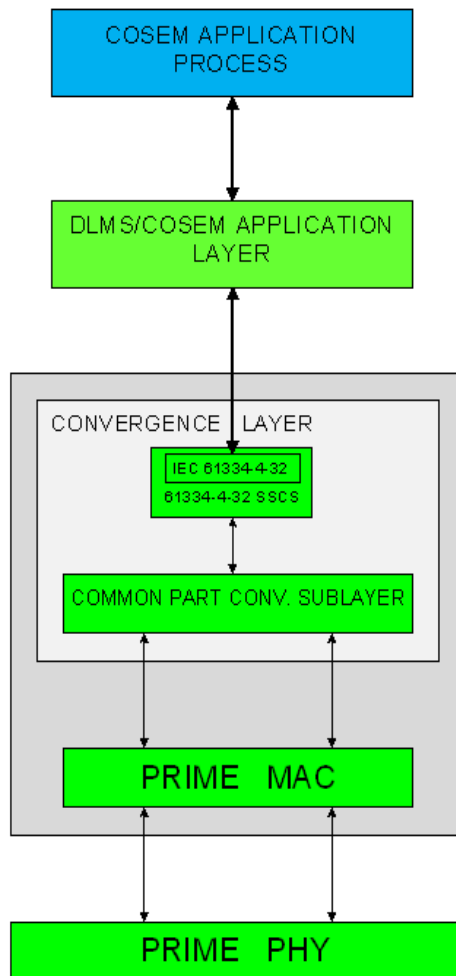 COSEM APPLICATION
PROCESS
DLMS/COSEM APPLICATION
LAYER
CONVERGENCE LAYER
IEC 61334-4-32
61334-4-32 SSCS
COMMON PART CONV. SUBLAYER
PRIME MAC
PRIME PHY